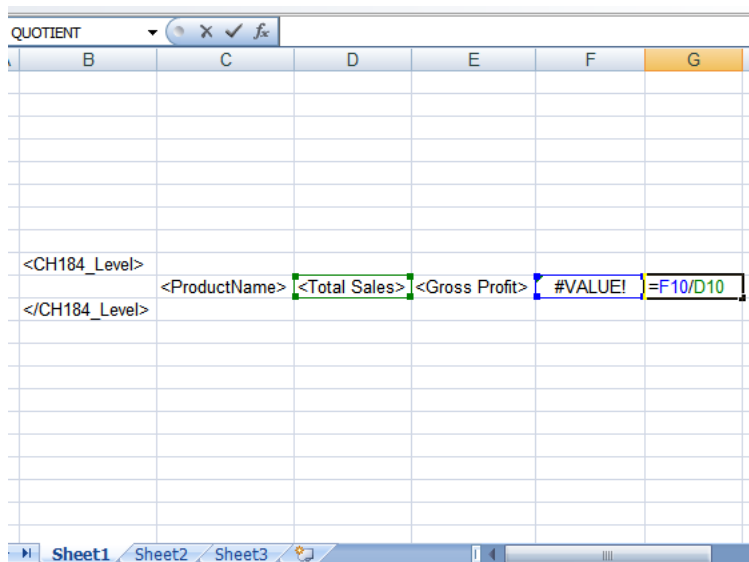 QUOTIENT fx
B C D E F G
<CH184_Level>
<ProductName> <Total Sales> <Gross Profit> #VALUE! =F10/D10
</CH184_Level>
Sheet1 Sheet2 Sheet3